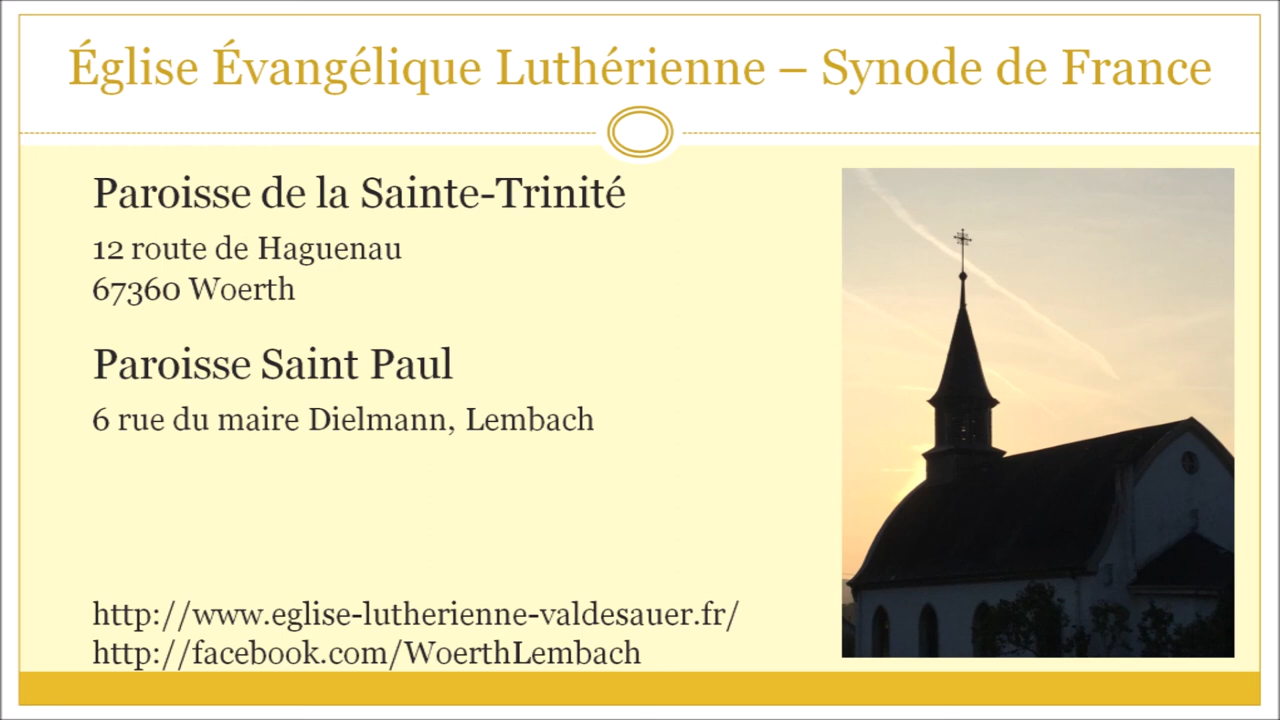 Église Évangélique Luthérienne – Synode de France
Paroisse de la Sainte-Trinité
12 route de Haguenau
67360 Woerth
Paroisse Saint Paul
6 rue du maire Dielmann, Lembach
http://www.eglise-lutherienne-valdesauer.fr/
http://facebook.com/WoerthLembach